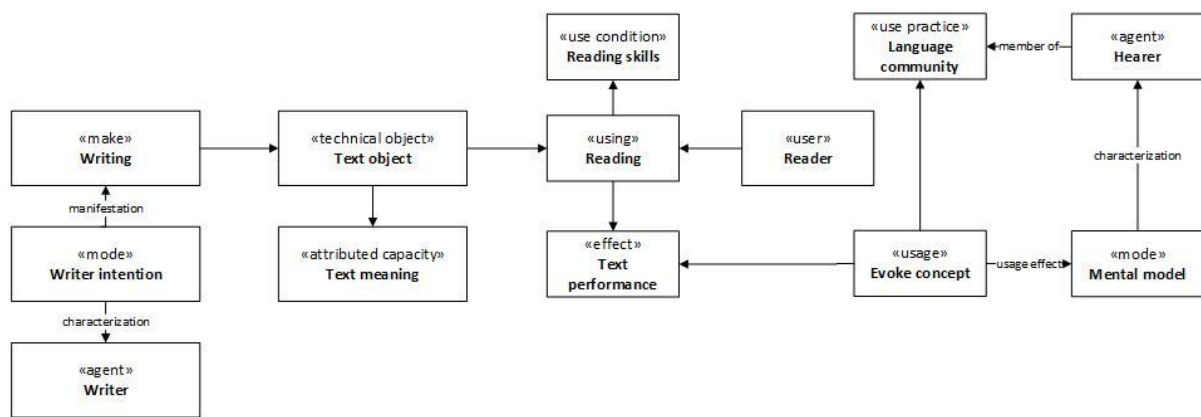 «use condition»
Reading skills
«use practice»
Language
community
member of
«agent»
Hearer
«make»
Writing
«technical object»
Text object
«using»
Reading
«user»
Reader
characterization
manifestation
«mode»
Writer intention
«attributed capacity»
Text meaning
«effect»
Text
performance
«usage»
Evoke concept
usage effect
«mode»
Mental model
characterization
«agent»
Writer